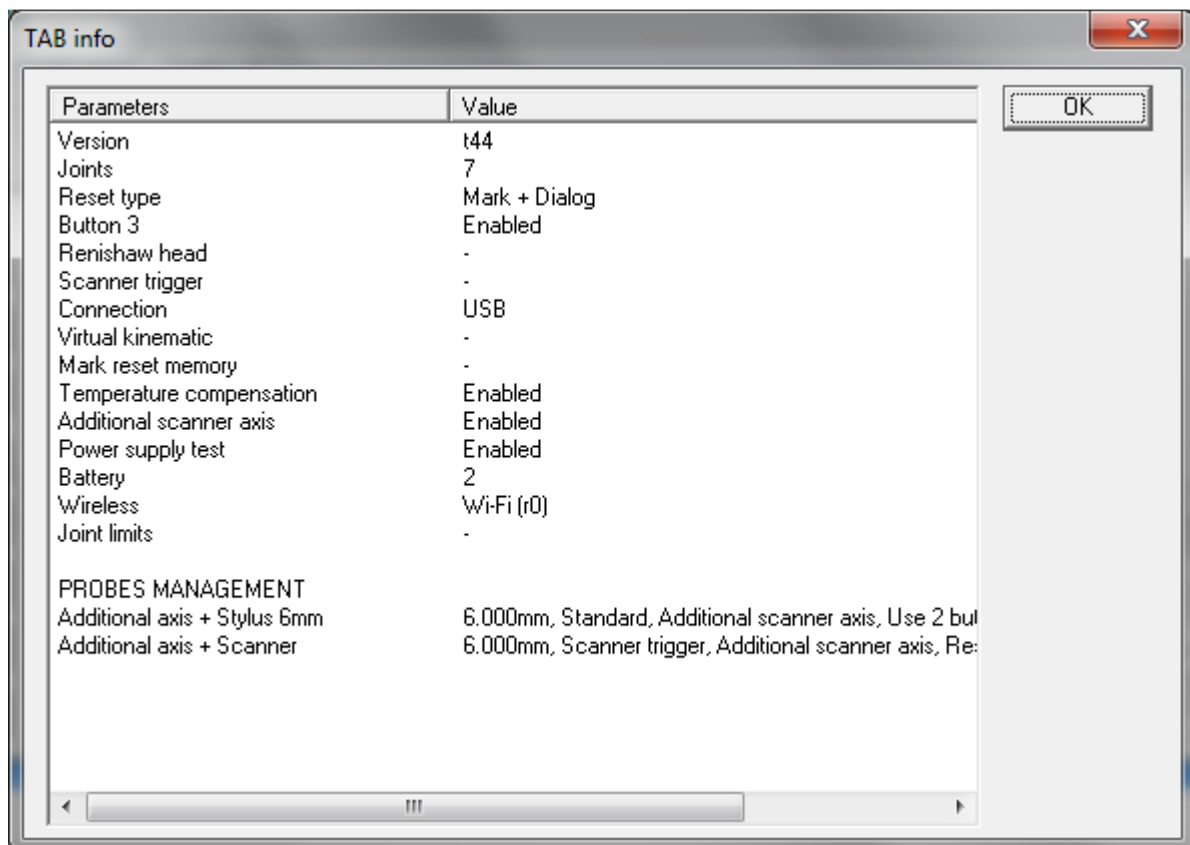 TAB info
Parameters Value
OK
Version t44
Joints 7
Reset type Mark + Dialog
Button 3 Enabled
Renishaw head -
Scanner trigger -
Connection USB
Virtual kinematic -
Mark reset memory -
Temperature compensation Enabled
Additional scanner axis Enabled
Power supply test Enabled
Battery 2
Wireless Wi-Fi (r0)
Joint limits -
PROBES MANAGEMENT
Additional axis + Stylus 6mm 6.000mm, Standard, Additional scanner axis, Use 2
Additional axis + Scanner 6.000mm, Scanner trigger, Additional scanner axis,